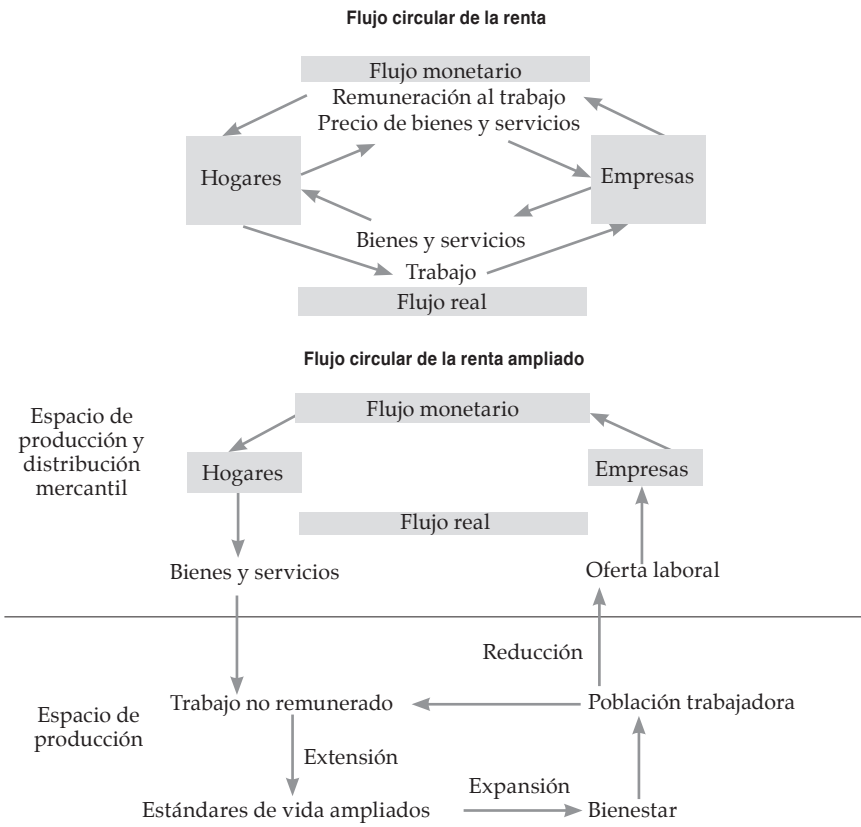 Flujo circular de la renta
Flujo monetario
Remuneración al trabajo
Precio de bienes y servicios
Hogares
Empresas
Bienes y servicios
Trabajo
Flujo real
Flujo circular de la renta ampliado
Espacio de
producción y
distribución
mercantil
Flujo monetario
Hogares
Empresas
Flujo real
Bienes y servicios
Oferta laboral
Reducción
Espacio de
producción
Trabajo no remunerado
Población trabajadora
Extensión
Expansión
Estándares de vida ampliados
Bienestar